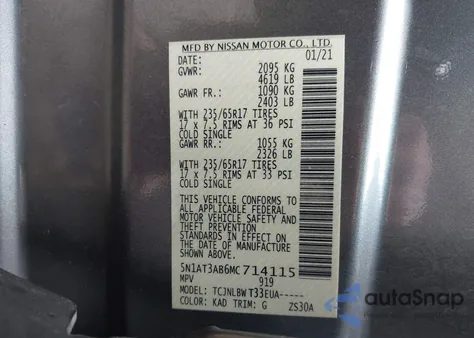 MFD BY NISSAN MOTOR CO., LTD.
DATE: 01/21
GVWR: 2095 KG
4619 LB
GAWR FR.: 1090 KG
2403 LB
WITH 235/65R17 TIRES
17 x 7.5 RIMS AT 36 PSI
COLD SINGLE
GAWR RR.: 1055 KG
2326 LB
WITH 235/65R17 TIRES
17 x 7.5 RIMS AT 33 PSI
COLD SINGLE
THIS VEHICLE CONFORMS TO
ALL APPLICABLE FEDERAL
MOTOR VEHICLE SAFETY AND
THEFT PREVENTION
STANDARDS IN EFFECT ON THE
DATE OF MANUFACTURE
5N1AT3AB6MC714115
MPV
MODEL: TCJNLBWT33EUA-----
COLOR: KAD TRIM: G ZS30A
autoSnap